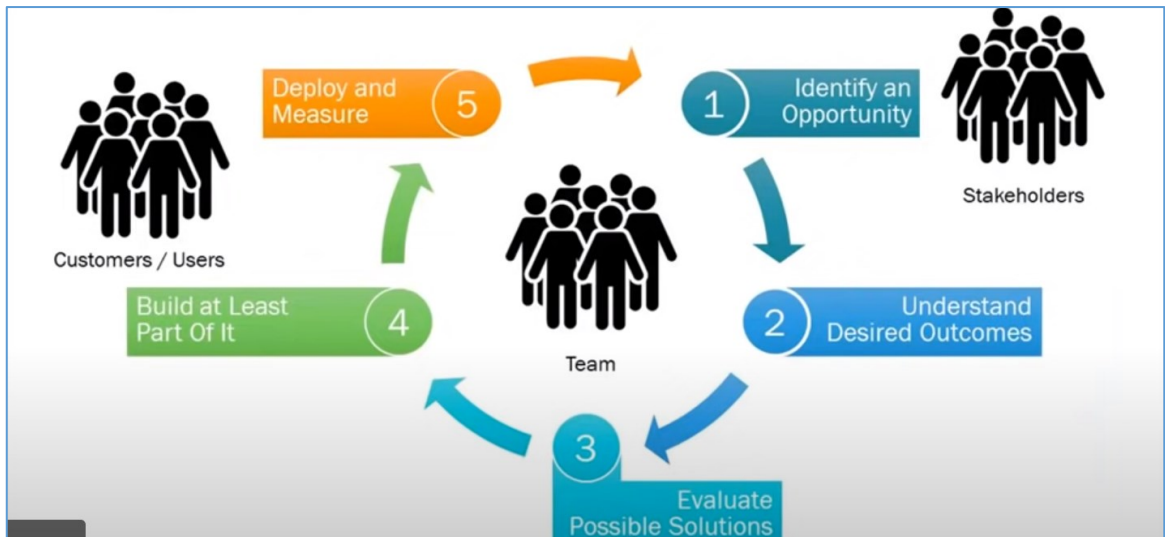 5
Deploy and
Measure
1
Identify an
Opportunity
Stakeholders
Customers / Users
4
Build at Least
Part Of It
Team
2
Understand
Desired Outcomes
3
Evaluate
Possible Solutions